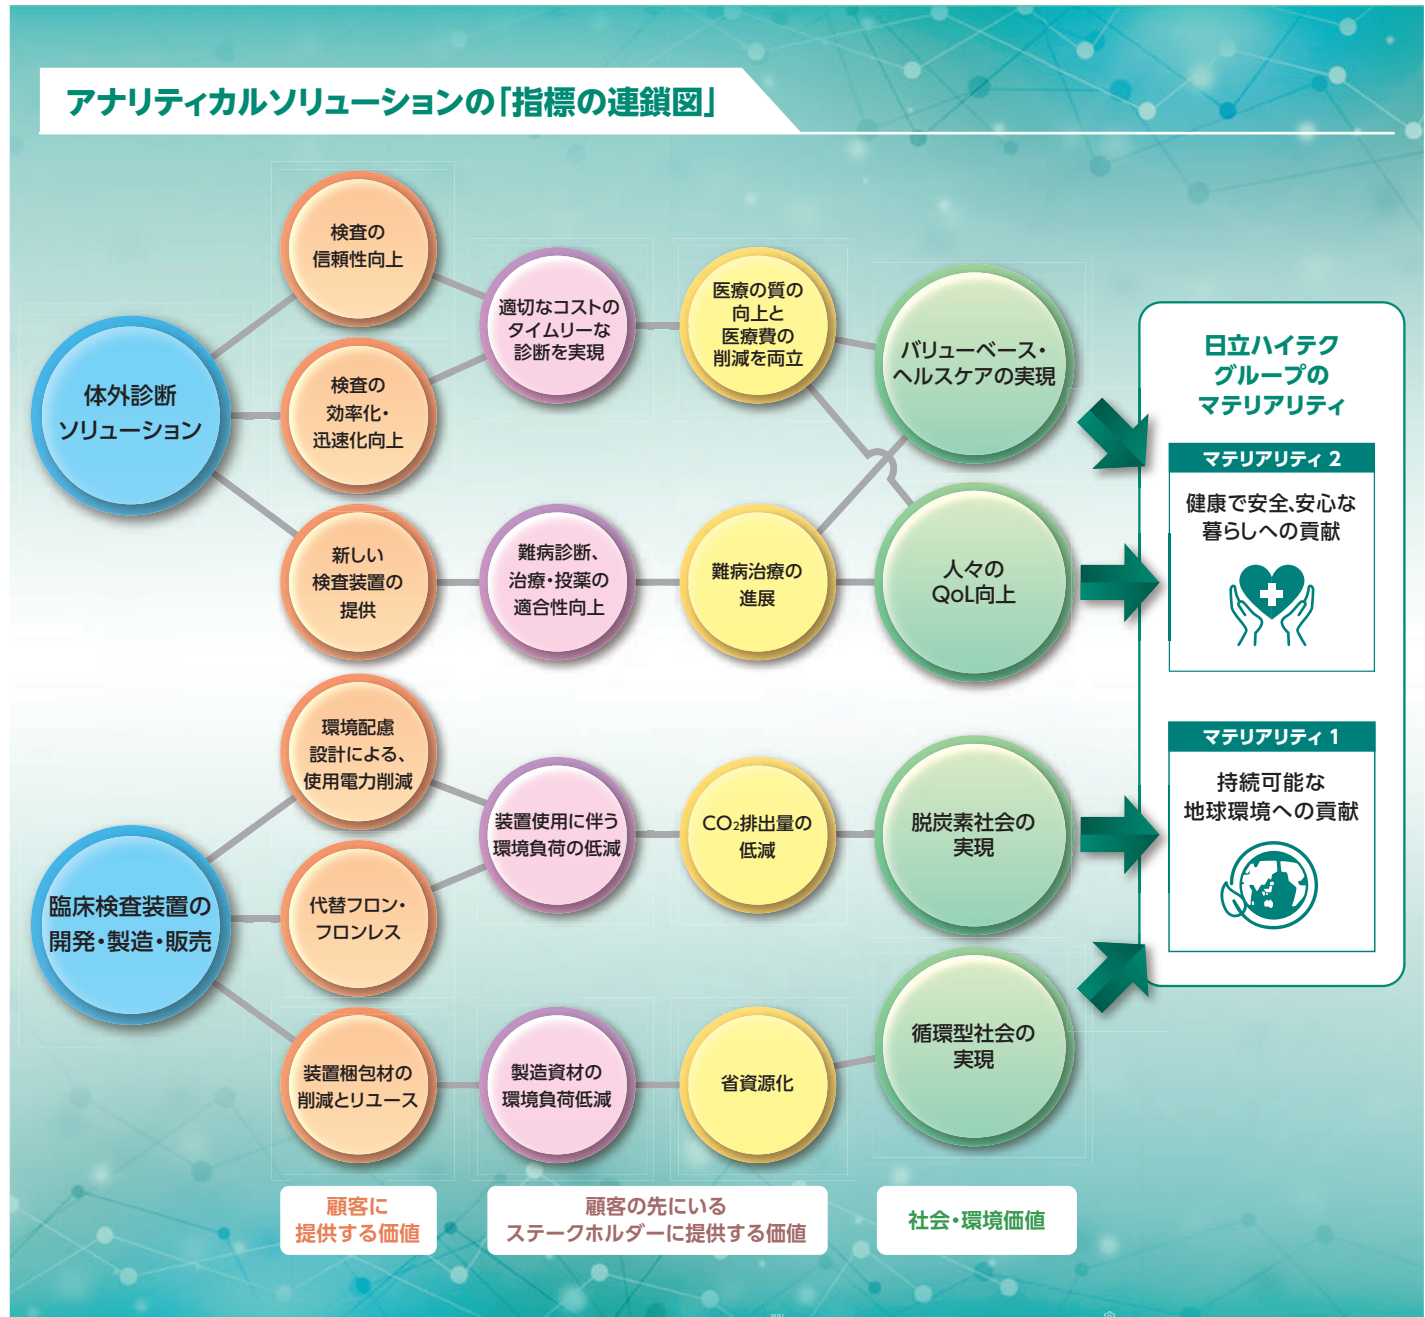 アナリティカルソリューションの「指標の連鎖図」
体外診断
ソリューション
検査の
信頼性向上
検査の
効率化・
迅速化向上
新しい
検査装置の
提供
適切なコストの
タイムリーな
診断を実現
難病診断、
治療・投薬の
適合性向上
医療の質の
向上と
医療費の
削減を両立
難病治療の
進展
バリューベース・
ヘルスケアの実現
人々の
QoL向上
臨床検査装置の
開発・製造・販売
環境配慮
設計による、
使用電力削減
代替フロン・
フロンレス
装置梱包材の
削減とリユース
装置使用に伴う
環境負荷の低減
製造資材の
環境負荷低減
CO₂排出量の
低減
省資源化
脱炭素社会の
実現
循環型社会の
実現
日立ハイテク
グループの
マテリアリティ
マテリアリティ 2
健康で安全、安心な
暮らしへの貢献
マテリアリティ 1
持続可能な
地球環境への貢献
顧客に
提供する価値
顧客の先にいる
ステークホルダーに提供する価値
社会・環境価値